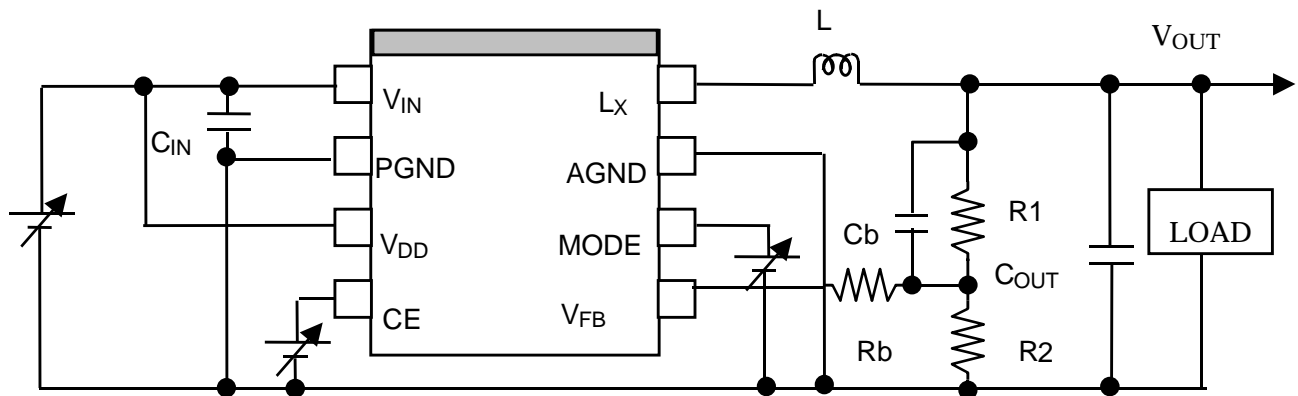 L
VOUT
VIN
LX
CIN
PGND
AGND
R1
Cb
LOAD
VDD
MODE
COUT
CE
VFB
Rb
R2